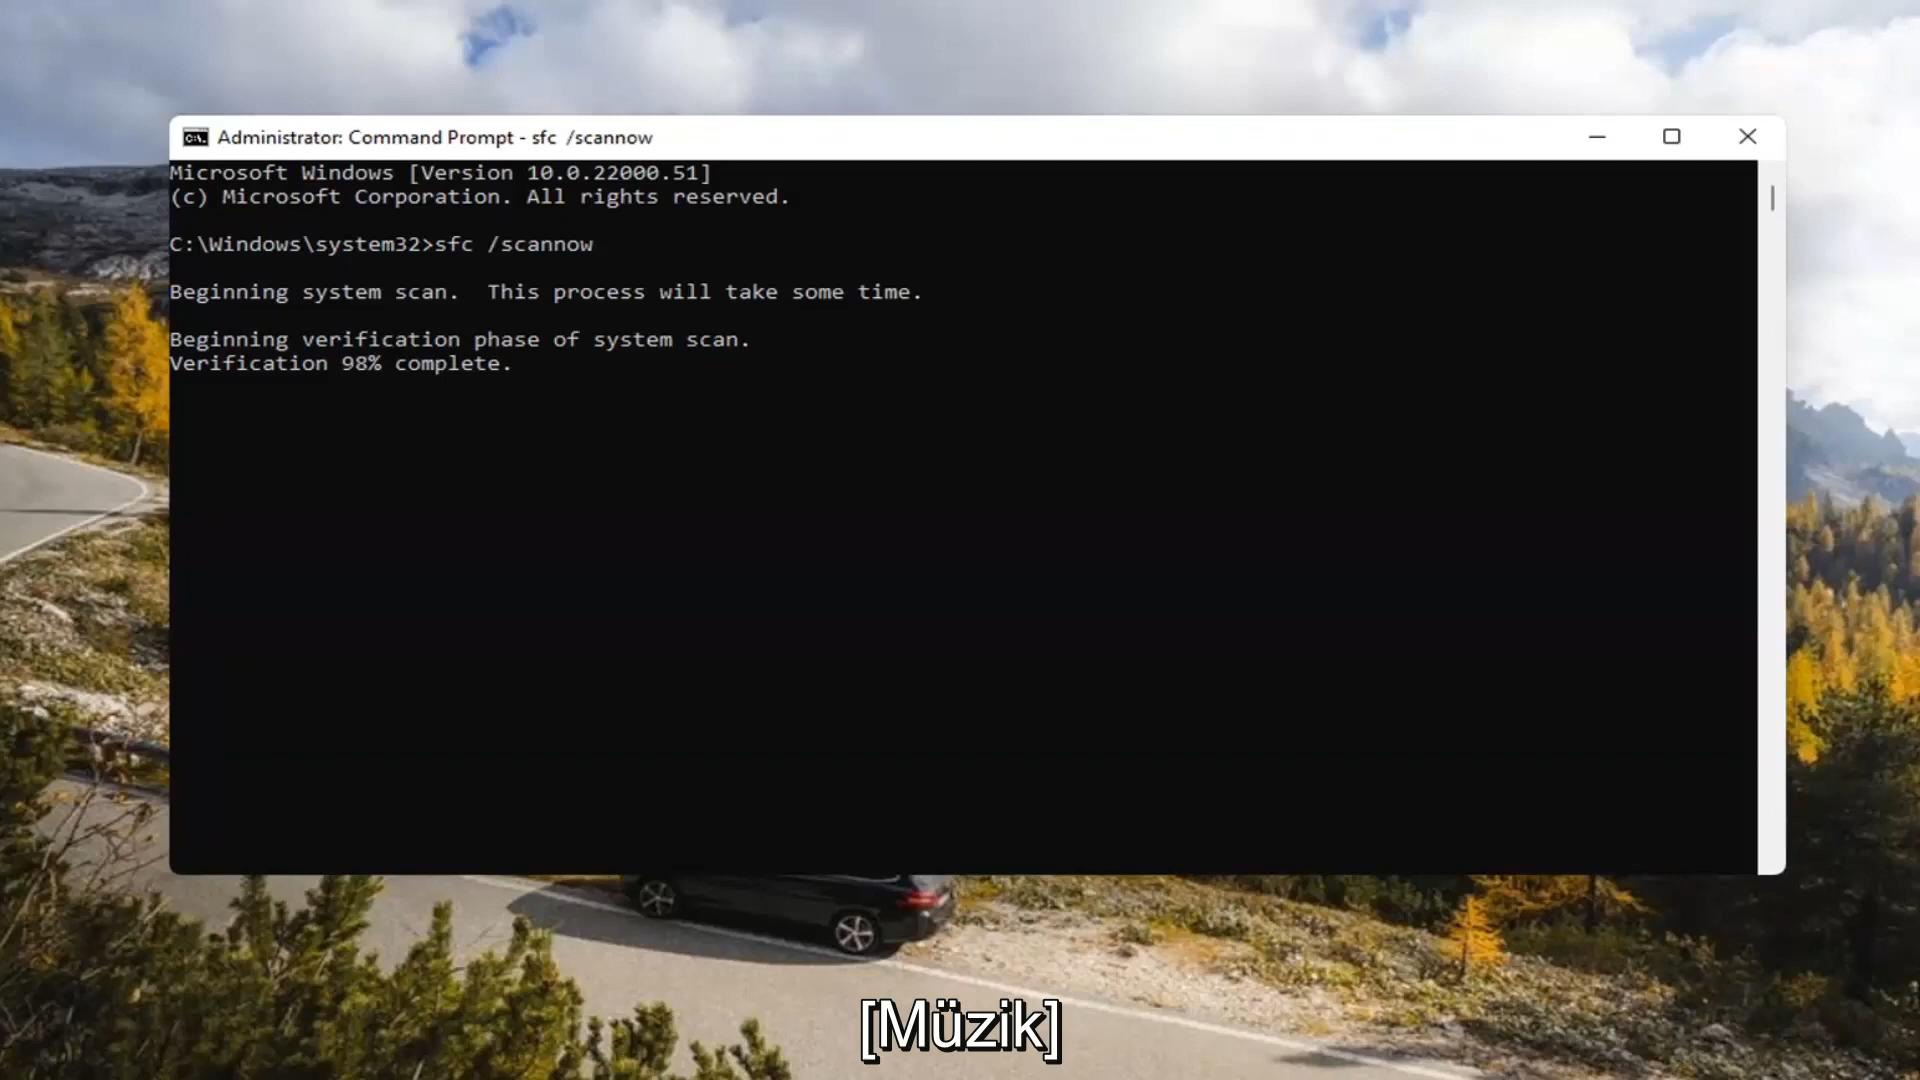 Administrator: Command Prompt - sfc  /scannow
Microsoft Windows [Version 10.0.22000.51]
(c) Microsoft Corporation. All rights reserved.
C:\Windows\system32>sfc /scannow
Beginning system scan.  This process will take some time.
Beginning verification phase of system scan.
Verification 98% complete.
[Müzik]